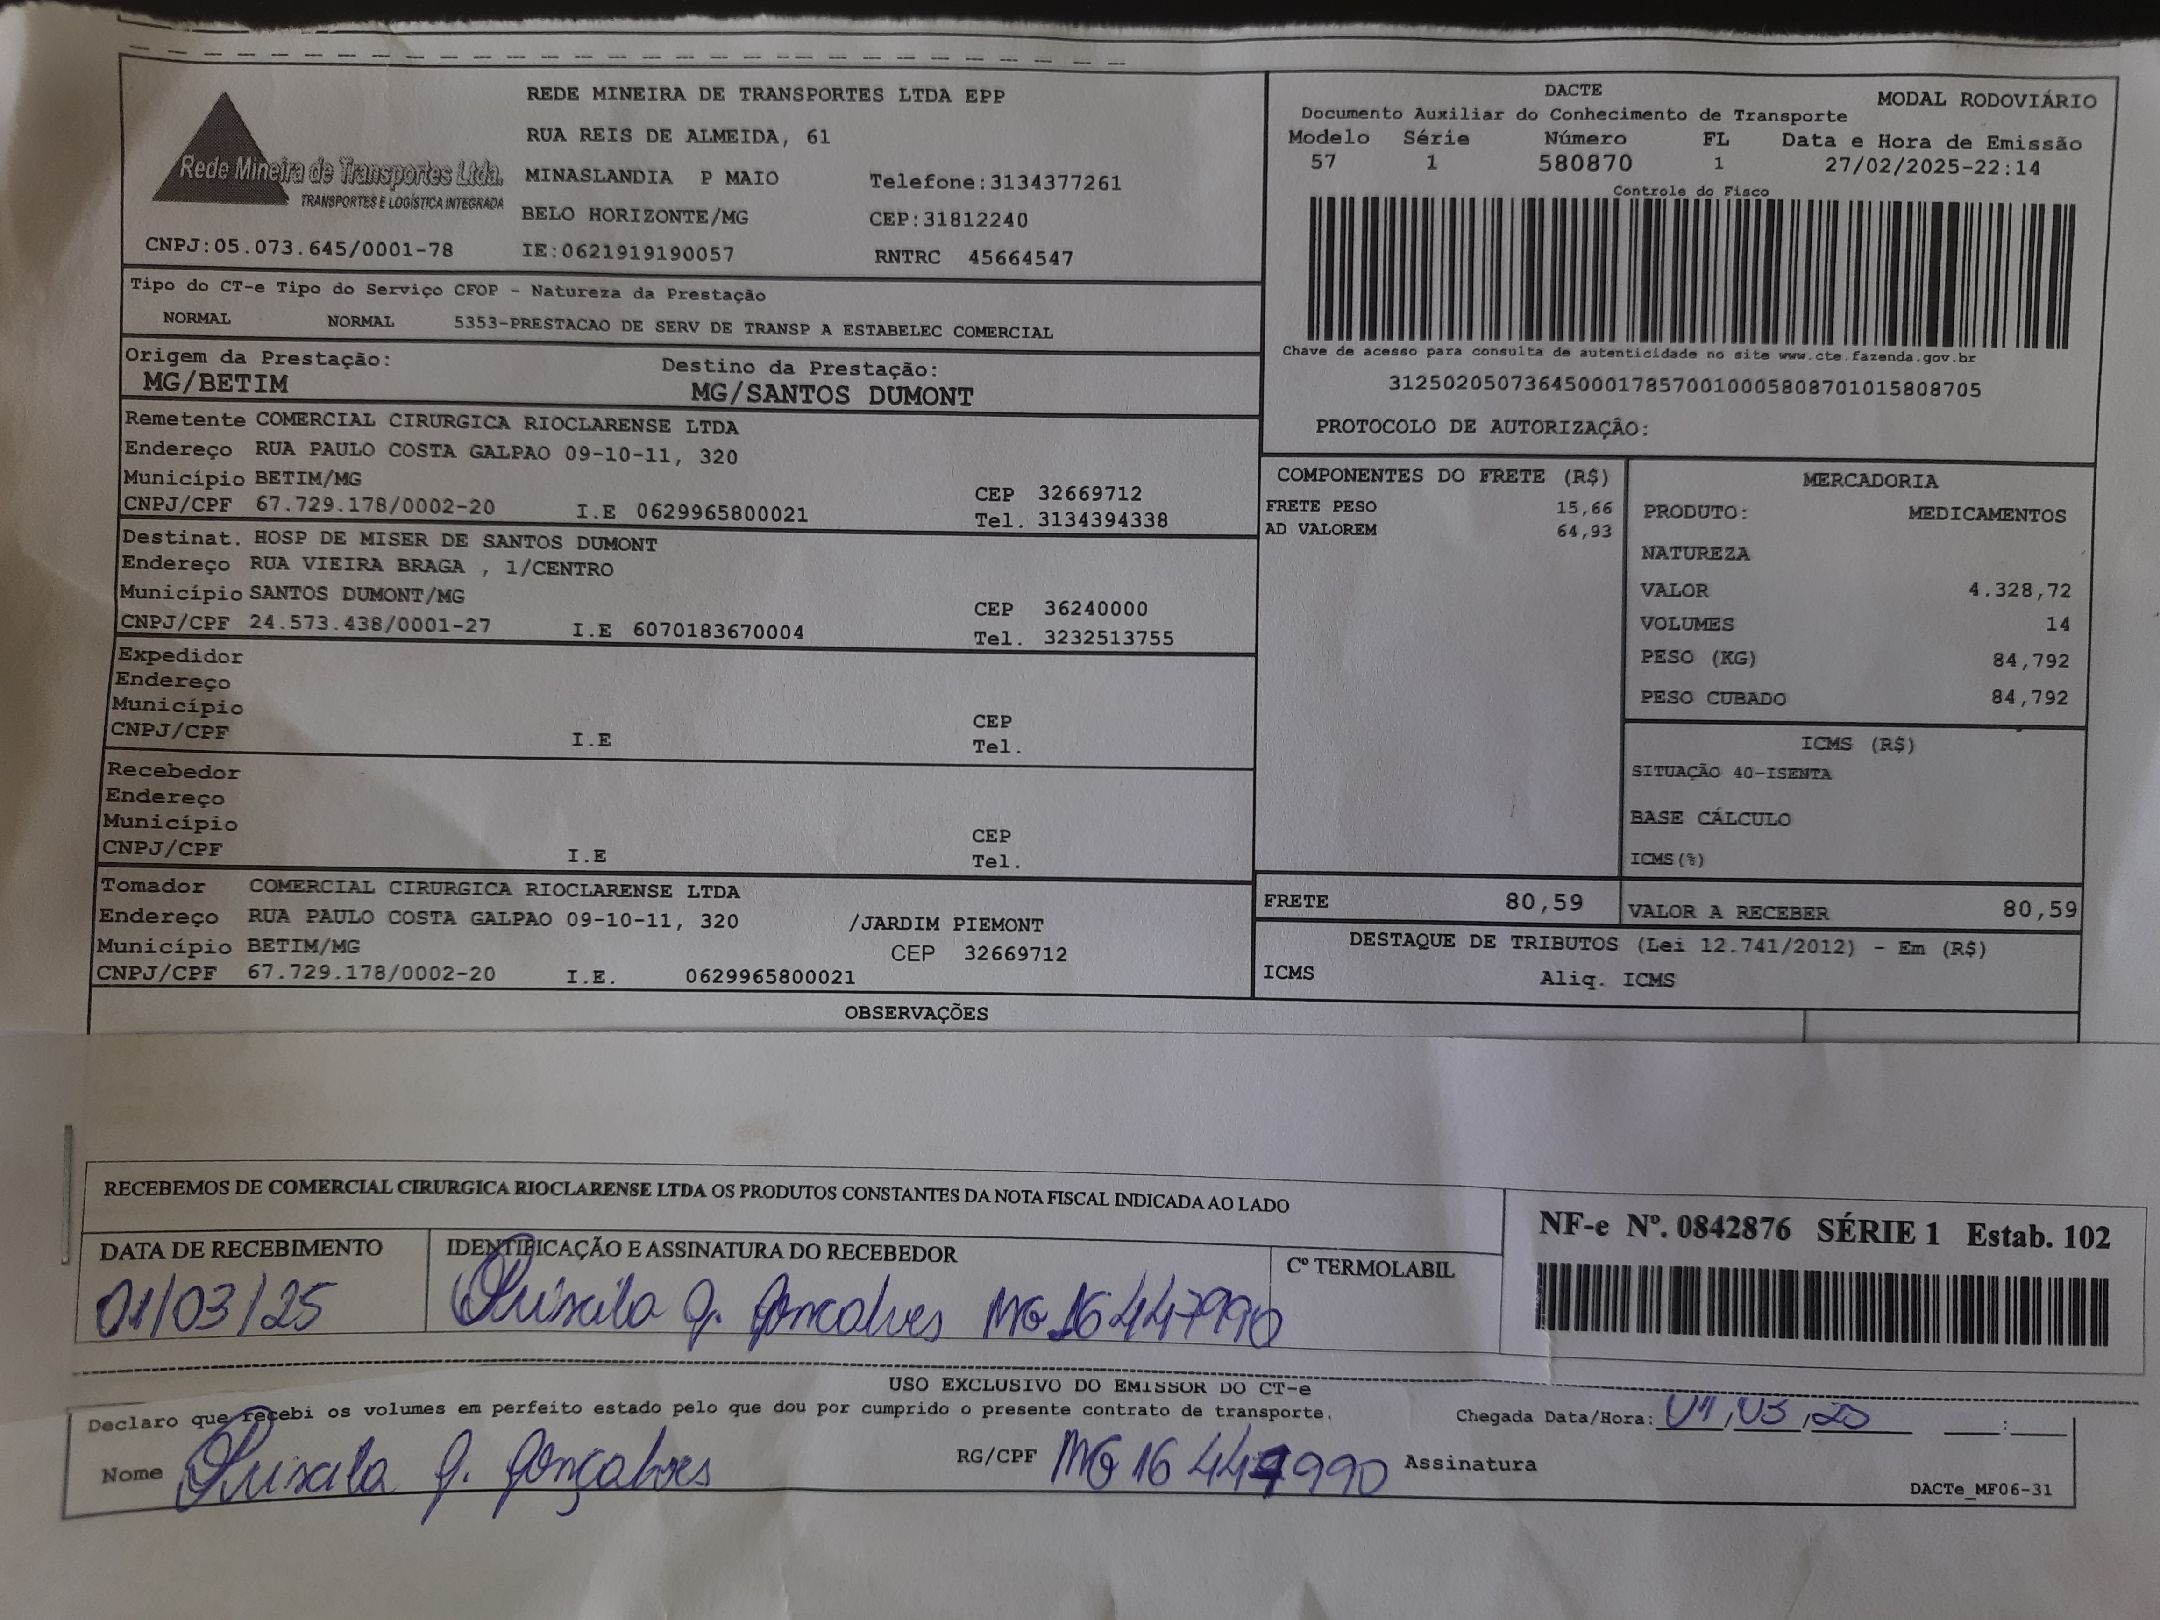 REDE MINEIRA DE TRANSPORTES LTDA EPP
RUA REIS DE ALMEIDA, 61
Rede Mineira de Transportes Ltda.
TRANSPORTES E LOGÍSTICA INTEGRADA
MINASLANDIA P MAIO Telefone:3134377261
BELO HORIZONTE/MG CEP:31812240
CNPJ:05.073.645/0001-78 IE:0621919190057 RNTRC 45664547
DACTE MODAL RODOVIÁRIO
Documento Auxiliar do Conhecimento de Transporte
Modelo Série Número FL Data e Hora de Emissão
57 1 580870 1 27/02/2025-22:14
Controle do Fisco
Chave de acesso para consulta de autenticidade no site www.cte.fazenda.gov.br
31250205073645000178570010005808701015808705
PROTOCOLO DE AUTORIZAÇÃO:
Tipo do CT-e Tipo do Serviço CFOP - Natureza da Prestação
NORMAL NORMAL 5353-PRESTACAO DE SERV DE TRANSP A ESTABELEC COMERCIAL
Origem da Prestação: Destino da Prestação:
MG/BETIM MG/SANTOS DUMONT
Remetente COMERCIAL CIRURGICA RIOCLARENSE LTDA
Endereço RUA PAULO COSTA GALPAO 09-10-11, 320
Município BETIM/MG CEP 32669712
CNPJ/CPF 67.729.178/0002-20 I.E 0629965800021 Tel. 3134394338
Destinat. HOSP DE MISER DE SANTOS DUMONT
Endereço RUA VIEIRA BRAGA , 1/CENTRO
Município SANTOS DUMONT/MG CEP 36240000
CNPJ/CPF 24.573.438/0001-27 I.E 6070183670004 Tel. 3232513755
Expedidor
Endereço
Município CEP
CNPJ/CPF I.E Tel.
Recebedor
Endereço
Município CEP
CNPJ/CPF I.E Tel.
Tomador COMERCIAL CIRURGICA RIOCLARENSE LTDA
Endereço RUA PAULO COSTA GALPAO 09-10-11, 320 /JARDIM PIEMONT
Município BETIM/MG CEP 32669712
CNPJ/CPF 67.729.178/0002-20 I.E. 0629965800021
COMPONENTES DO FRETE (R$)
FRETE PESO 15,66
AD VALOREM 64,93
MERCADORIA
PRODUTO: MEDICAMENTOS
NATUREZA
VALOR 4.328,72
VOLUMES 14
PESO (KG) 84,792
PESO CUBADO 84,792
ICMS (R$)
SITUAÇÃO 40-ISENTA
BASE CÁLCULO
ICMS(%)
FRETE 80,59 VALOR A RECEBER 80,59
DESTAQUE DE TRIBUTOS (Lei 12.741/2012) - Em (R$)
ICMS Aliq. ICMS
OBSERVAÇÕES
RECEBEMOS DE COMERCIAL CIRURGICA RIOCLARENSE LTDA OS PRODUTOS CONSTANTES DA NOTA FISCAL INDICADA AO LADO
NF-e Nº. 0842876 SÉRIE 1 Estab. 102
DATA DE RECEBIMENTO IDENTIFICAÇÃO E ASSINATURA DO RECEBEDOR Cº TERMOLABIL
01/03/25 Priscila G. Gonçalves MG 16447990
USO EXCLUSIVO DO EMISSOR DO CT-e
Declaro que recebi os volumes em perfeito estado pelo que dou por cumprido o presente contrato de transporte. Chegada Data/Hora: 01,03,25 :
Nome Priscila G. Gonçalves RG/CPF MG 16 447990 Assinatura
DACTe_MF06-31